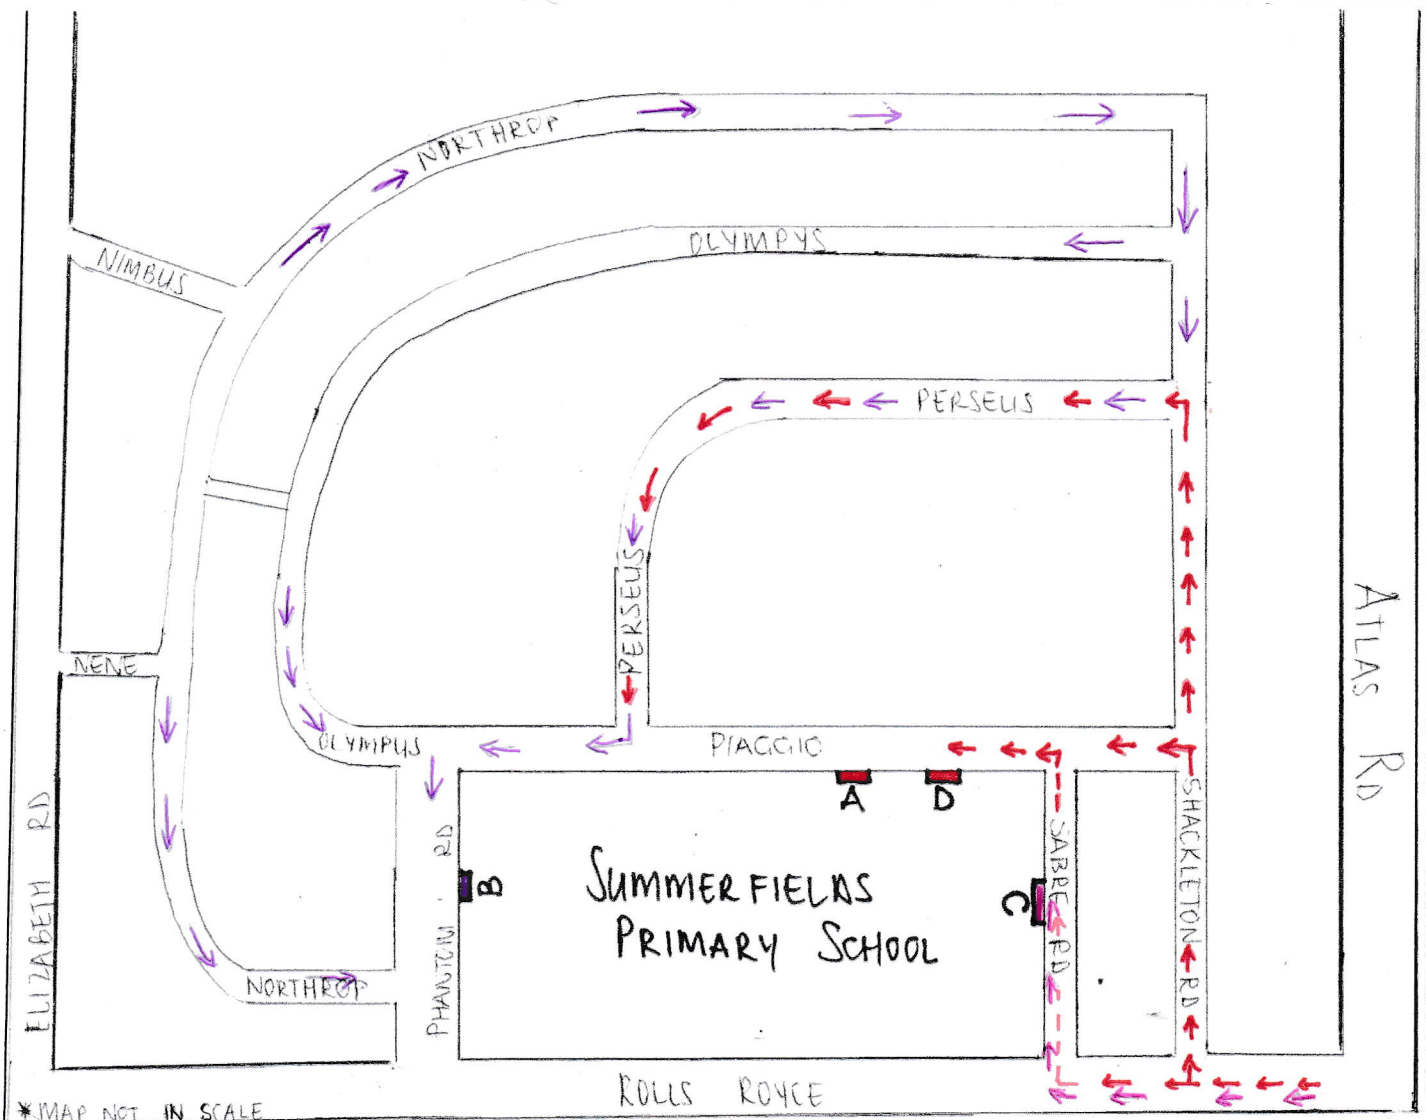 NORTHROP
OLYMPYS
NIMBUS
PERSEUS
PERSEUS
NENE
ATLAS RD
OLYMPUS
PIAGGIO
A
D
SHACKLETON RD
SABRE RD
PHANTOM RD
B
C
SUMMERFIELDS
PRIMARY SCHOOL
ELIZABETH RD
NORTHROP
ROLLS ROYCE
*MAP NOT IN SCALE